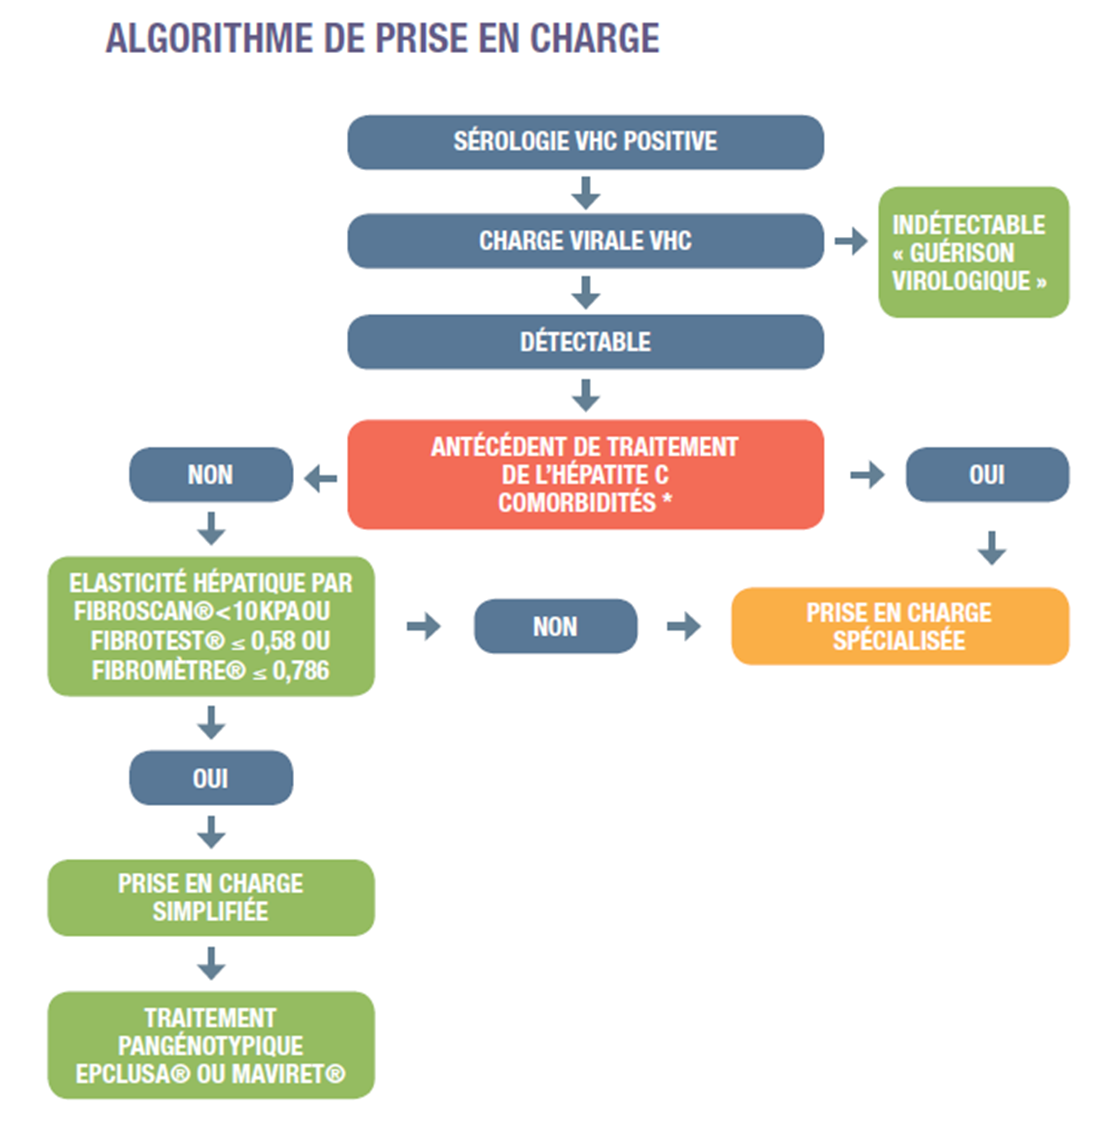 ALGORITHME DE PRISE EN CHARGE
SÉROLOGIE VHC POSITIVE
CHARGE VIRALE VHC
INDÉTECTABLE
« GUÉRISON
VIROLOGIQUE »
DÉTECTABLE
ANTÉCÉDENT DE TRAITEMENT
DE L'HÉPATITE C
COMORBIDITÉS *
NON
OUI
ELASTICITÉ HÉPATIQUE PAR
FIBROSCAN® < 10 KPA OU
FIBROTEST® ≤ 0,58 OU
FIBROMÈTRE® ≤ 0,786
NON
PRISE EN CHARGE
SPÉCIALISÉE
OUI
PRISE EN CHARGE
SIMPLIFIÉE
TRAITEMENT
PANGÉNOTYPIQUE
EPCLUSA® OU MAVIRET®